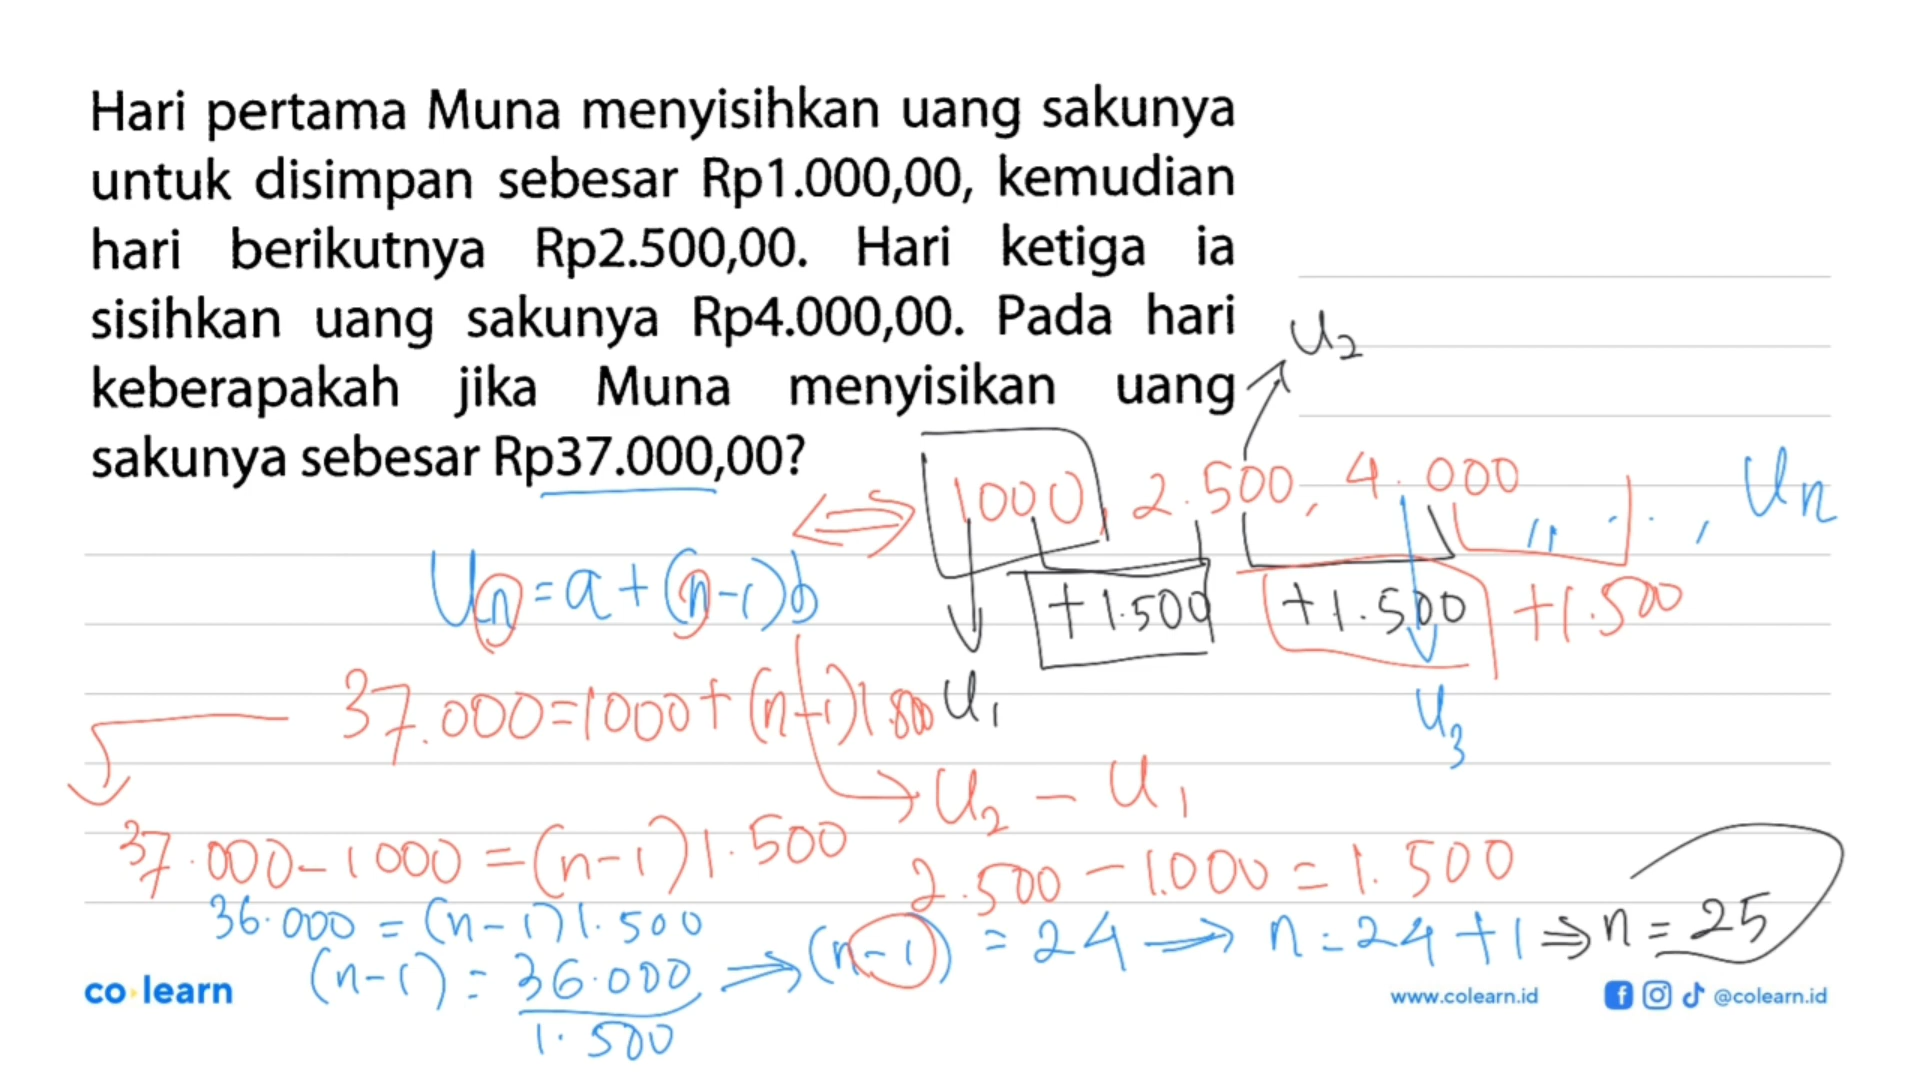 Hari pertama Muna menyisihkan uang sakunya
untuk disimpan sebesar Rp1.000,00, kemudian
hari berikutnya Rp2.500,00. Hari ketiga ia
sisihkan uang sakunya Rp4.000,00. Pada hari
keberapakah jika Muna menyisikan uang
sakunya sebesar Rp37.000,00?
U2
1000, 2.500, 4.000 ,, ..., Un
Un = a + (n-1)b
+1.500 +1.500 +1.500
37.000 = 1000 + (n-1)1.500
U1
U3
U2 - U1
37.000 - 1000 = (n-1)1.500
2.500 - 1.000 = 1.500
36.000 = (n-1)1.500
(n-1) = 36.000
1.500
(n-1) = 24 → n = 24 + 1 ⇒ n = 25
co learn
www.colearn.id
@colearn.id